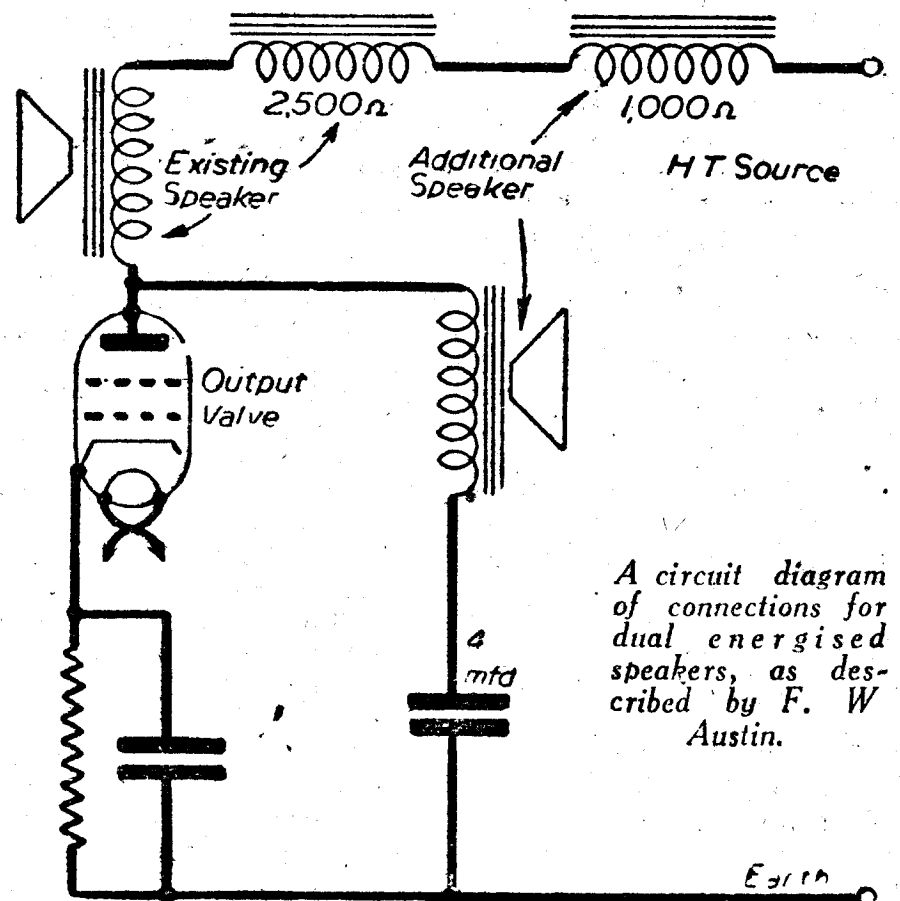 2,500Ω
1,000Ω
Existing
Speaker
Additional
Speaker
H T Source
Output
Valve
4
mfd
A circuit diagram
of connections for
dual energised
speakers, as des-
cribed by F. W
Austin.
Earth